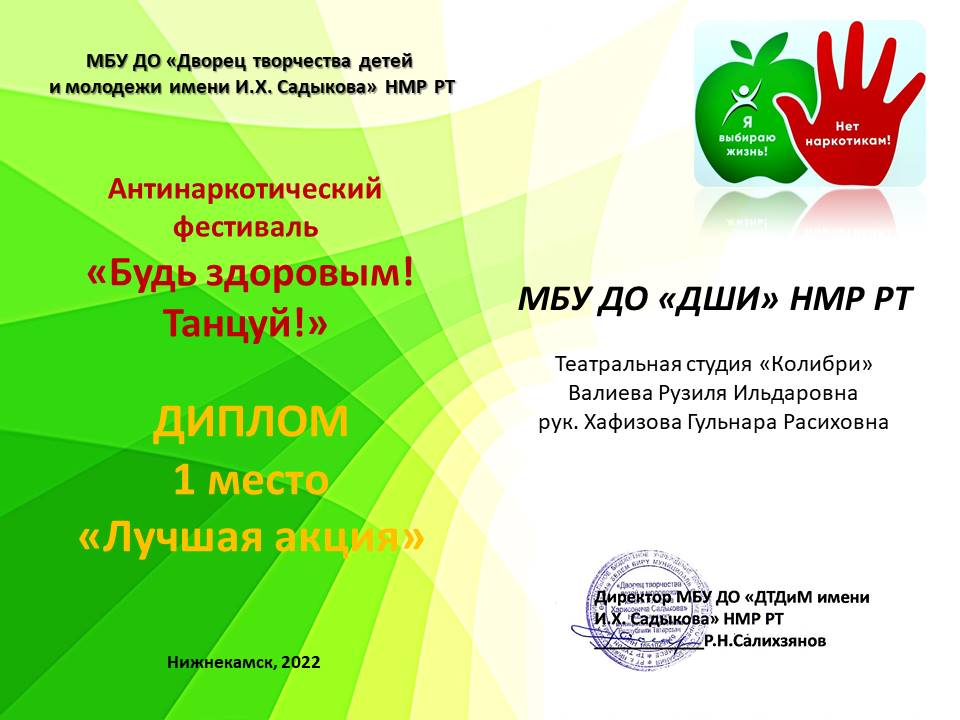 МБУ ДО «Дворец творчества детей
и молодежи имени И.Х. Садыкова» НМР РТ
Антинаркотический
фестиваль
«Будь здоровым!
Танцуй!»
ДИПЛОМ
1 место
«Лучшая акция»
Нижнекамск, 2022
Я
выбираю
жизнь!
Нет
наркотикам!
МБУ ДО «ДШИ» НМР РТ
Театральная студия «Колибри»
Валиева Рузиля Ильдаровна
рук. Хафизова Гульнара Расиховна
«Дворец творчества
Директор МБУ ДО «ДТДиМ имени
И.Х. Садыкова» НМР РТ
Р.Н.Салихзянов